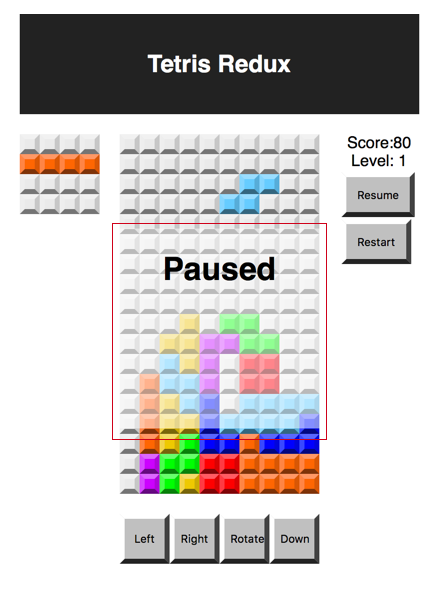 Tetris Redux
Score:80
Level: 1
Resume
Restart
Paused
Left
Right
Rotate
Down